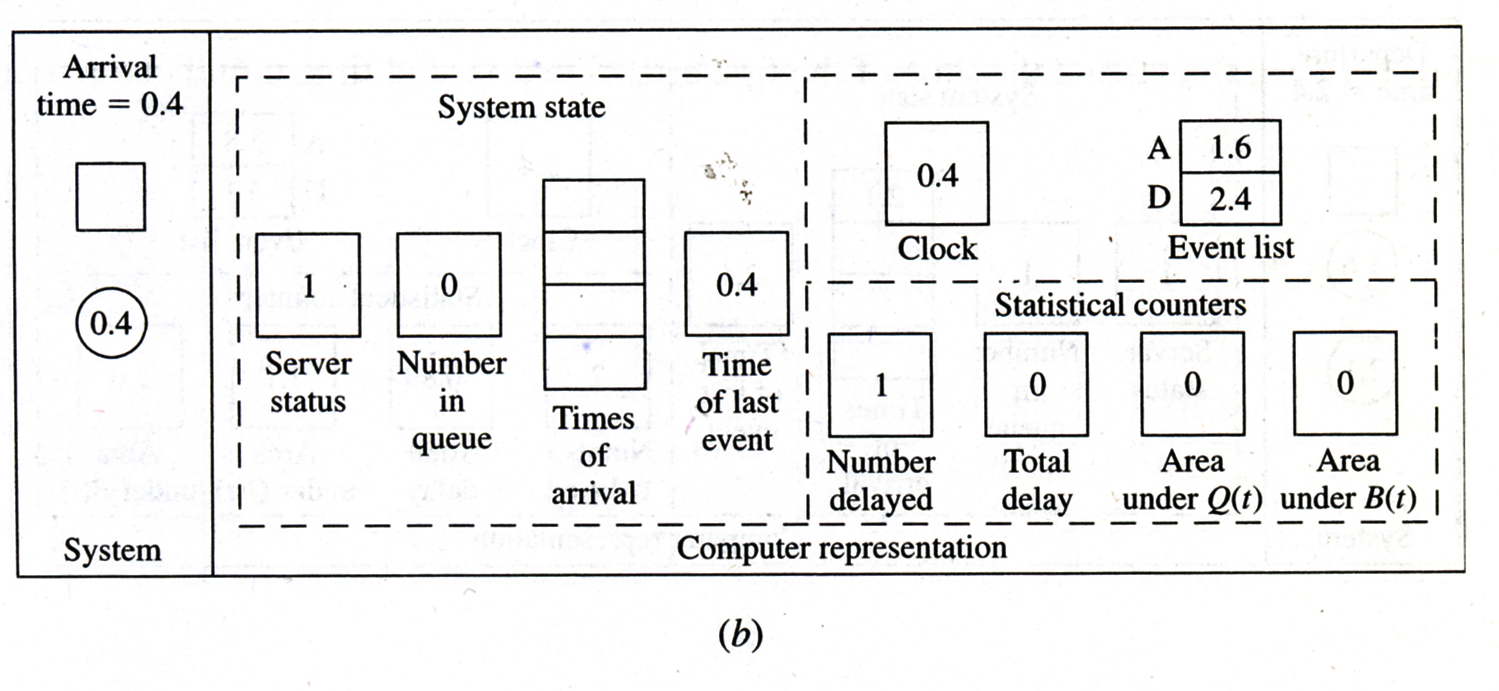 Arrival
time = 0.4
0.4
System
System state
1
Server
status
0
Number
in
queue
Times
of
arrival
0.4
Time
of last
event
0.4
Clock
A 1.6
D 2.4
Event list
Statistical counters
1
Number
delayed
0
Total
delay
0
Area
under Q(t)
0
Area
under B(t)
Computer representation
(b)